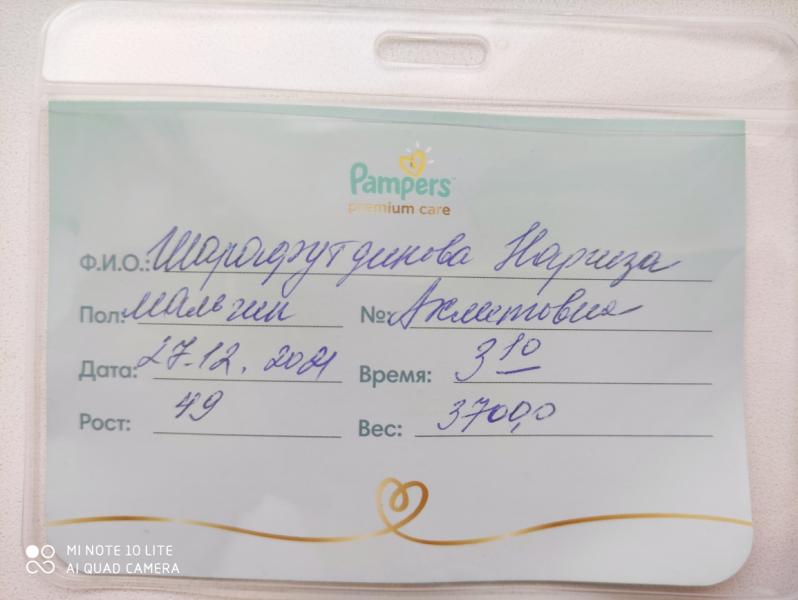 Pampers
premium care
Ф.И.О.: Шарафутдинова Наргиза
Пол: мальчик №: Ахметовна
Дата: 27.12.2021 Время: 3 10
Рост: 49 Вес: 3700,0
MI NOTE 10 LITE
AI QUAD CAMERA